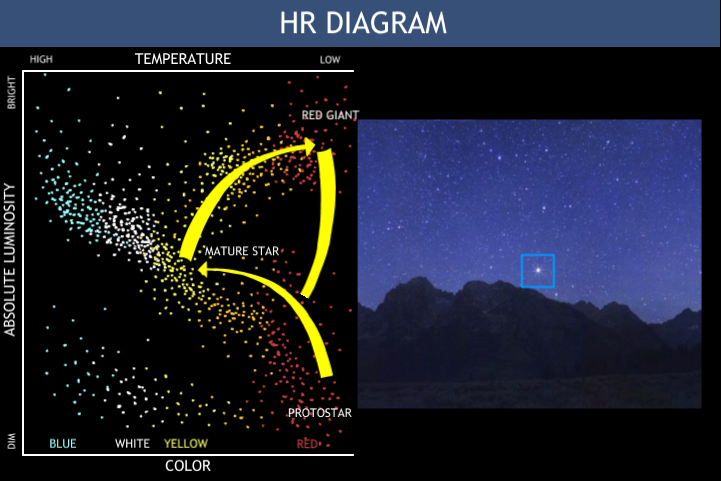 HR DIAGRAM
HIGH
TEMPERATURE
LOW
BRIGHT
RED GIANT
ABSOLUTE LUMINOSITY
MATURE STAR
PROTOSTAR
DIM
BLUE
WHITE
YELLOW
RED
COLOR